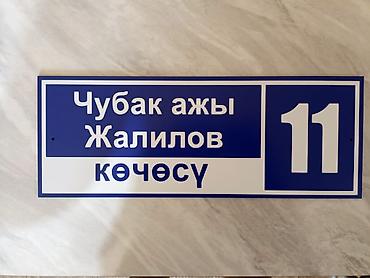 Чубак ажы
Жалилов
көчөсү
11